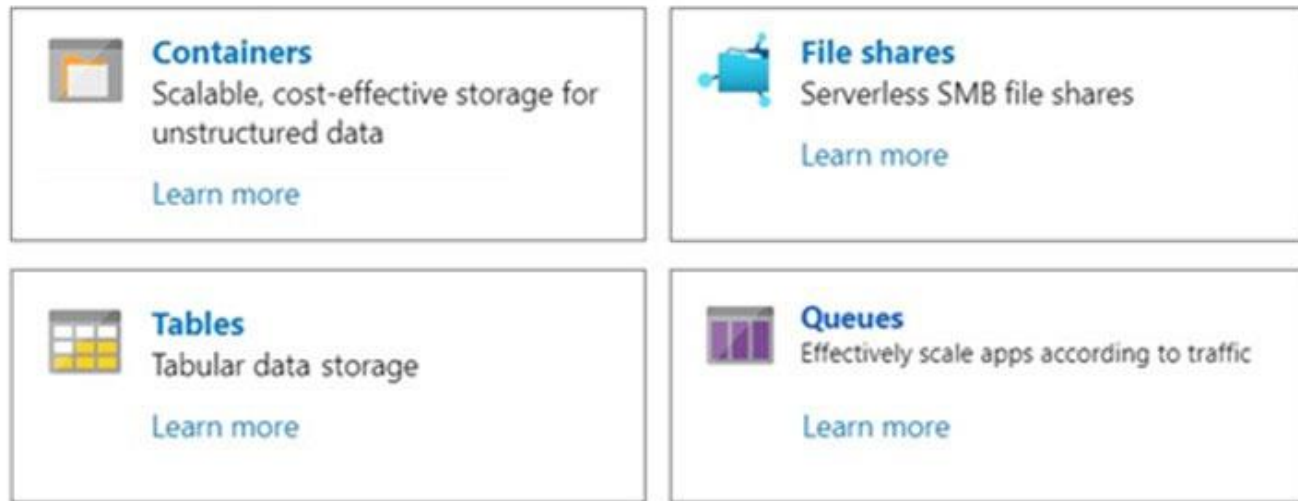 Containers
Scalable, cost-effective storage for
unstructured data
Learn more
File shares
Serverless SMB file shares
Learn more
Tables
Tabular data storage
Learn more
Queues
Effectively scale apps according to traffic
Learn more